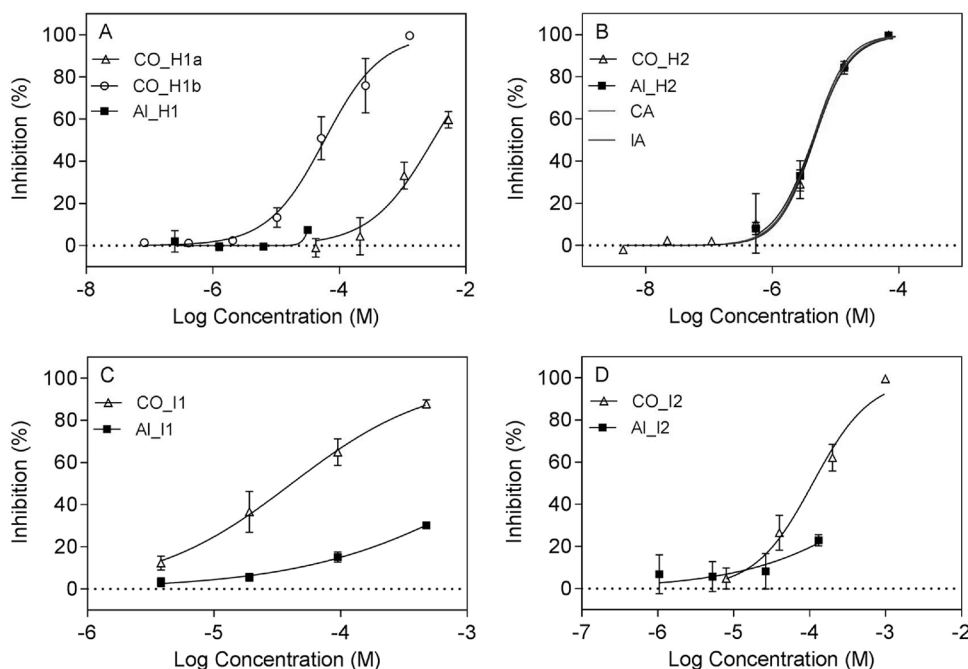 A
CO_H1a
CO_H1b
AI_H1
Inhibition (%)
100
80
60
40
20
0
-8
-6
-4
-2
Log Concentration (M)
B
CO_H2
AI_H2
CA
IA
Inhibition (%)
100
80
60
40
20
0
-8
-6
-4
Log Concentration (M)
C
CO_I1
AI_I1
Inhibition (%)
100
80
60
40
20
0
-6
-5
-4
-3
Log Concentration (M)
D
CO_I2
AI_I2
Inhibition (%)
100
80
60
40
20
0
-7
-6
-5
-4
-3
-2
Log Concentration (M)